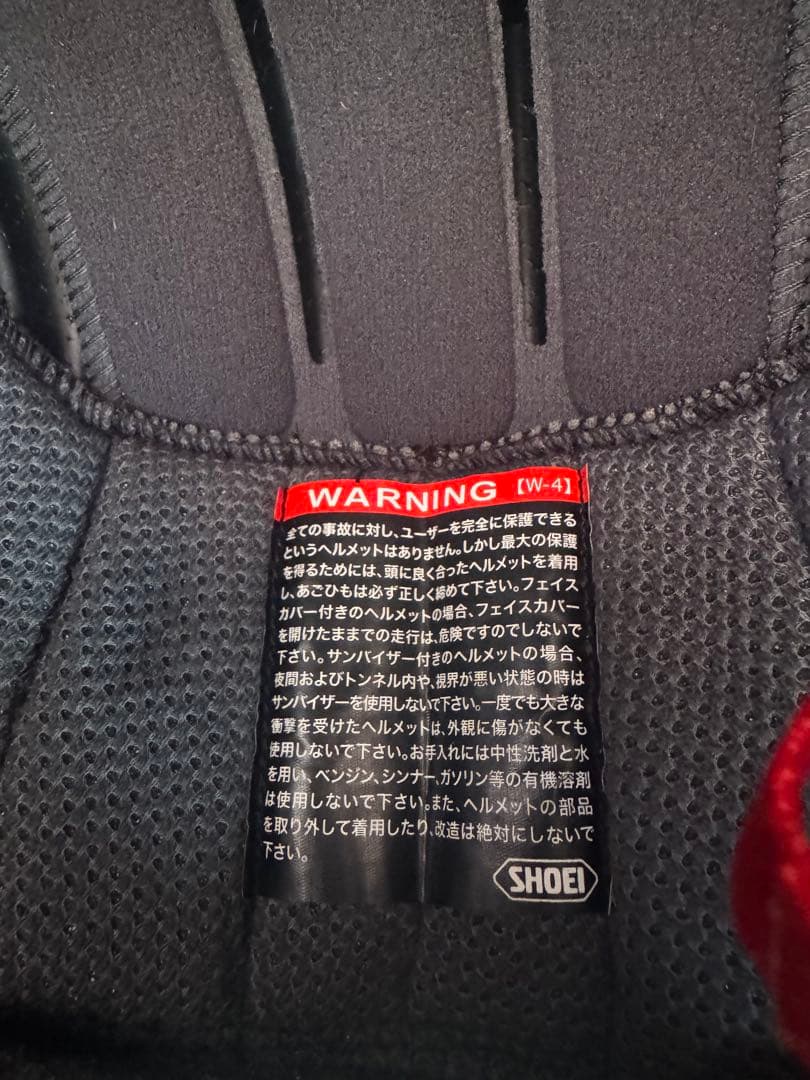 WARNING 【W-4】
全ての事故に対し、ユーザーを完全に保護できる
というヘルメットはありません。しかし最大の保護
を得るためには、頭に良く合ったヘルメットを着用
し、あごひもは必ず正しく締めて下さい。フェイス
カバー付きのヘルメットの場合、フェイスカバー
を開けたままでの走行は、危険ですのでしないで
下さい。サンバイザー付きのヘルメットの場合、
夜間およびトンネル内や、視界が悪い状態の時は
サンバイザーを使用しないで下さい。一度でも大きな
衝撃を受けたヘルメットは、外観に傷がなくても
使用しないで下さい。お手入れには中性洗剤と水
を用い、ベンジン、シンナー、ガソリン等の有機溶剤
は使用しないで下さい。また、ヘルメットの部品
を取り外して着用したり、改造は絶対にしないで
下さい。
SHOEI